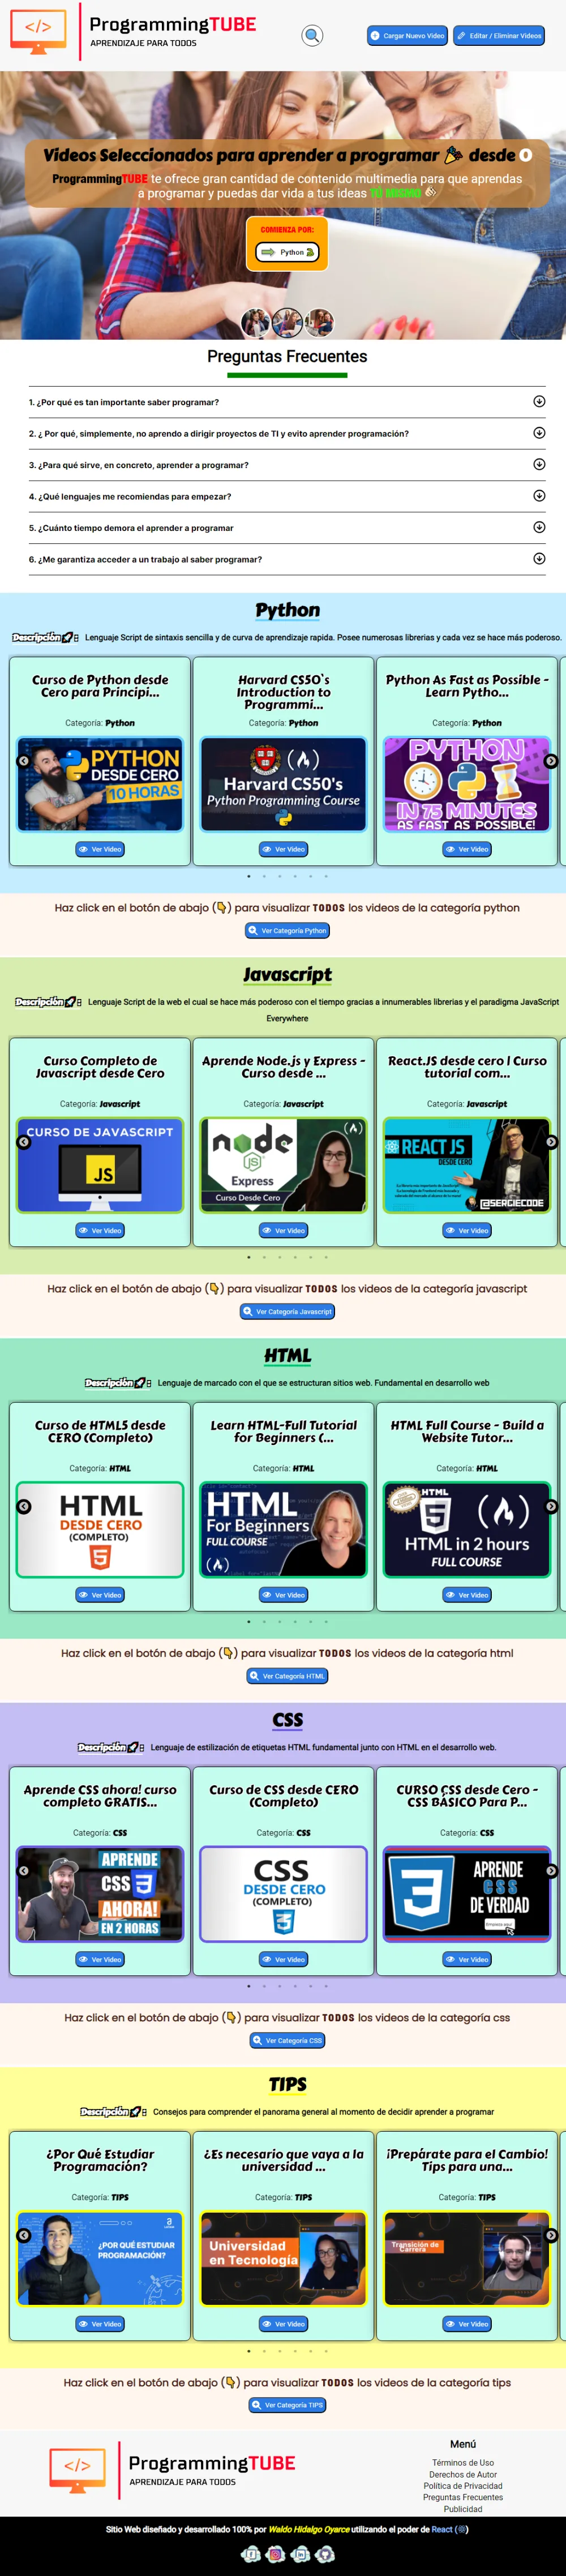 </>
ProgrammingTUBE
APRENDIZAJE PARA TODOS
Cargar Nuevo Video
Editar / Eliminar Videos
Videos Seleccionados para aprender a programar 🎉 desde 0
ProgrammingTUBE te ofrece gran cantidad de contenido multimedia para que aprendas
a programar y puedas dar vida a tus ideas TÚ MISMO
COMIENZA POR:
Python
Preguntas Frecuentes
1. ¿Por qué es tan importante saber programar?
2. ¿ Por qué, simplemente, no aprendo a dirigir proyectos de TI y evito aprender programación?
3. ¿Para qué sirve, en concreto, aprender a programar?
4. ¿Qué lenguajes me recomiendas para empezar?
5. ¿Cuánto tiempo demora el aprender a programar
6. ¿Me garantiza acceder a un trabajo al saber programar?
Python
Descripción🚀: Lenguaje Script de sintaxis sencilla y de curva de aprendizaje rapida. Posee numerosas librerias y cada vez se hace más poderoso.
Curso de Python desde
Cero para Principi...
Categoría: Python
PYTHON
DESDE CERO
10 HORAS
Ver Video
Harvard CS50's
Introduction to
Programmi...
Categoría: Python
Harvard CS50's
Python Programming Course
Ver Video
Python As Fast as Possible -
Learn Pytho...
Categoría: Python
PYTHON
IN 75 MINUTES
AS FAST AS POSSIBLE!
Ver Video
Haz click en el botón de abajo (👇) para visualizar TODOS los videos de la categoría python
Ver Categoría Python
Javascript
Descripción🚀: Lenguaje Script de la web el cual se hace más poderoso con el tiempo gracias a innumerables librerias y el paradigma JavaScript
Everywhere
Curso Completo de
Javascript desde Cero
Categoría: Javascript
CURSO DE JAVASCRIPT
JS
Ver Video
Aprende Node.js y Express -
Curso desde ...
Categoría: Javascript
node
JS
Express
Curso Desde Cero
Ver Video
React.JS desde cero | Curso
tutorial com...
Categoría: Javascript
REACT JS
DESDE CERO
@SERGIECODE
Ver Video
Haz click en el botón de abajo (👇) para visualizar TODOS los videos de la categoría javascript
Ver Categoría Javascript
HTML
Descripción🚀: Lenguaje de marcado con el que se estructuran sitios web. Fundamental en desarrollo web
Curso de HTML5 desde
CERO (Completo)
Categoría: HTML
HTML
DESDE CERO
(COMPLETO)
5
Ver Video
Learn HTML-Full Tutorial
for Beginners (...
Categoría: HTML
HTML
For Beginners
FULL COURSE
Ver Video
HTML Full Course - Build a
Website Tutor...
Categoría: HTML
HTML
5
HTML in 2 hours
FULL COURSE
Ver Video
Haz click en el botón de abajo (👇) para visualizar TODOS los videos de la categoría html
Ver Categoría HTML
CSS
Descripción🚀: Lenguaje de estilización de etiquetas HTML fundamental junto con HTML en el desarrollo web.
Aprende CSS ahora! curso
completo GRATIS...
Categoría: CSS
APRENDE
CSS 3
AHORA!
EN 2 HORAS
Ver Video
Curso de CSS desde CERO
(Completo)
Categoría: CSS
CSS
DESDE CERO
(COMPLETO)
3
Ver Video
CURSO CSS desde Cero -
CSS BÁSICO Para P...
Categoría: CSS
3
APRENDE
CSS
DE VERDAD
Empieza aquí
Ver Video
Haz click en el botón de abajo (👇) para visualizar TODOS los videos de la categoría css
Ver Categoría CSS
TIPS
Descripción🚀: Consejos para comprender el panorama general al momento de decidir aprender a programar
¿Por Qué Estudiar
Programación?
Categoría: TIPS
¿POR QUÉ ESTUDIAR
PROGRAMACIÓN?
Ver Video
¿Es necesario que vaya a la
universidad ...
Categoría: TIPS
Universidad
en Tecnología
Ver Video
¡Prepárate para el Cambio!
Tips para una...
Categoría: TIPS
Transición de
Carrera
Ver Video
Haz click en el botón de abajo (👇) para visualizar TODOS los videos de la categoría tips
Ver Categoría TIPS
</>
ProgrammingTUBE
APRENDIZAJE PARA TODOS
Menú
Términos de Uso
Derechos de Autor
Política de Privacidad
Preguntas Frecuentes
Publicidad
Sitio Web diseñado y desarrollado 100% por Waldo Hidalgo Oyarce utilizando el poder de React (⚛)